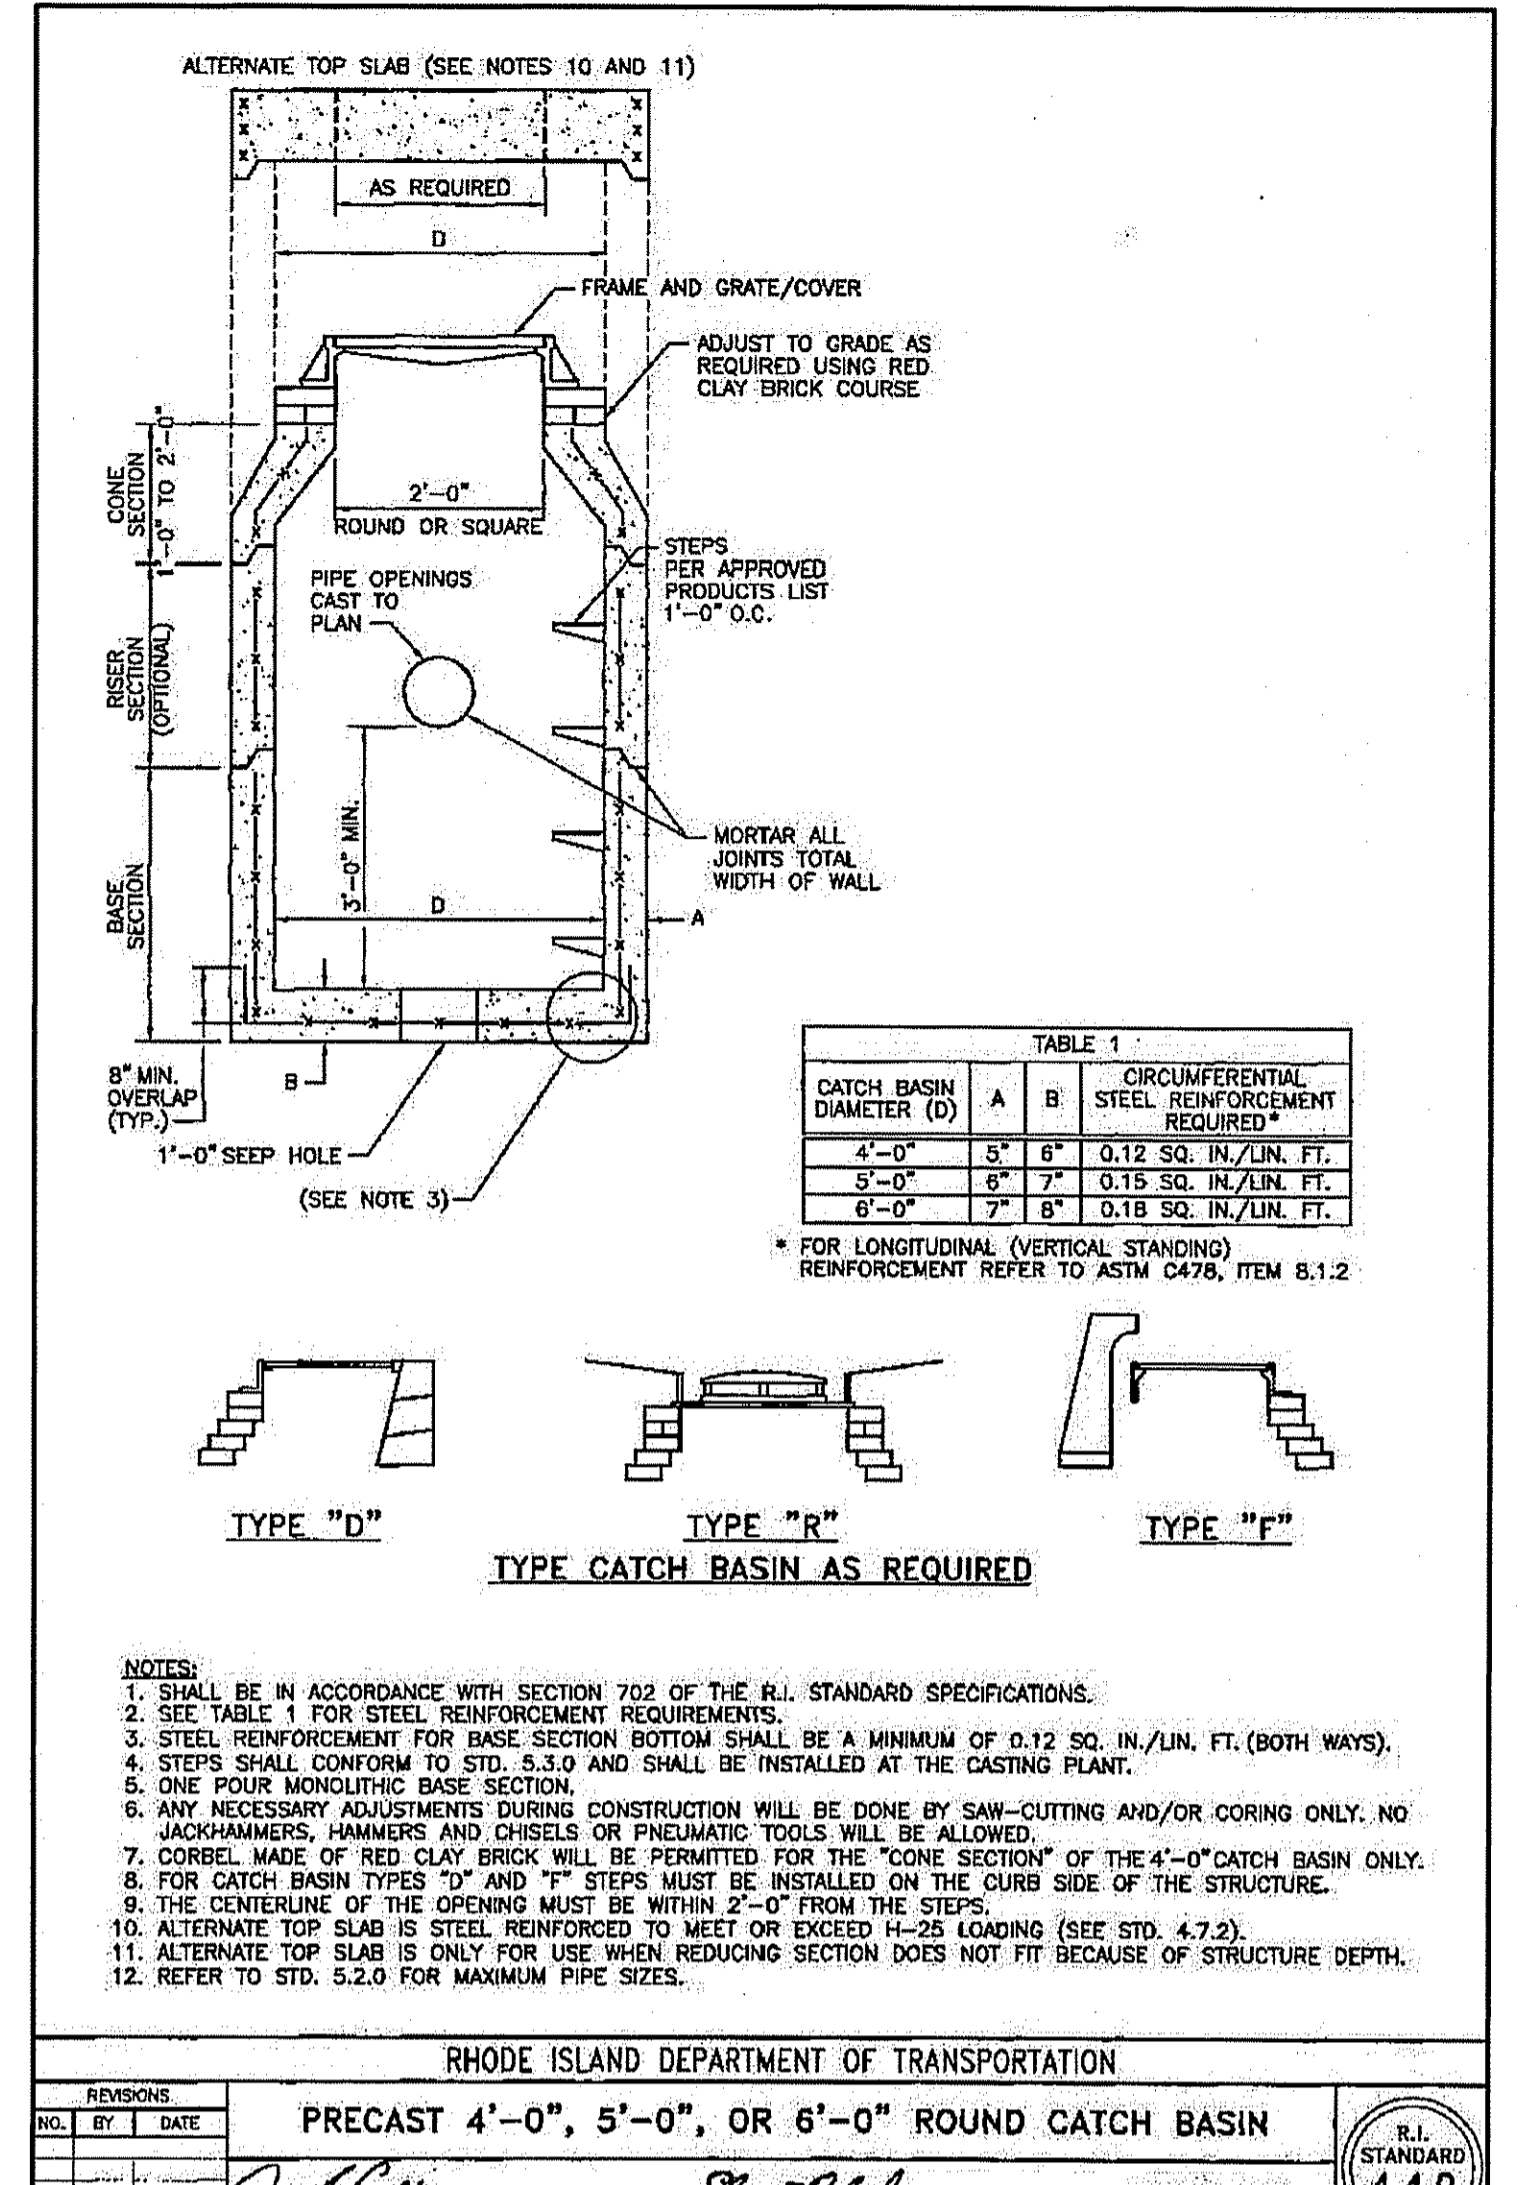 ALTERNATE TOP SLAB (SEE NOTES 10 AND 11)
AS REQUIRED
D
FRAME AND GRATE/COVER
ADJUST TO GRADE AS
REQUIRED USING RED
CLAY BRICK COURSE
CONE
SECTION
1'-0" TO 2'-0"
2'-0"
ROUND OR SQUARE
STEPS
PER APPROVED
PRODUCTS LIST
1'-0" O.C.
PIPE OPENINGS
CAST TO
PLAN
RISER
SECTION
(OPTIONAL)
3'-0" MIN.
MORTAR ALL
JOINTS TOTAL
WIDTH OF WALL
BASE
SECTION
D
A
B
8" MIN.
OVERLAP
(TYP.)
1'-0" SEEP HOLE
(SEE NOTE 3)
TABLE 1
CATCH BASIN DIAMETER (D) A B CIRCUMFERENTIAL STEEL REINFORCEMENT REQUIRED*
4'-0" 5" 6" 0.12 SQ. IN./LIN. FT.
5'-0" 6" 7" 0.15 SQ. IN./LIN. FT.
6'-0" 7" 8" 0.18 SQ. IN./LIN. FT.
* FOR LONGITUDINAL (VERTICAL STANDING)
REINFORCEMENT REFER TO ASTM C478, ITEM 8.1.2
TYPE "D"
TYPE "R"
TYPE "F"
TYPE CATCH BASIN AS REQUIRED
NOTES:
1. SHALL BE IN ACCORDANCE WITH SECTION 702 OF THE R.I. STANDARD SPECIFICATIONS.
2. SEE TABLE 1 FOR STEEL REINFORCEMENT REQUIREMENTS.
3. STEEL REINFORCEMENT FOR BASE SECTION BOTTOM SHALL BE A MINIMUM OF 0.12 SQ. IN./LIN. FT. (BOTH WAYS).
4. STEPS SHALL CONFORM TO STD. 5.3.0 AND SHALL BE INSTALLED AT THE CASTING PLANT.
5. ONE POUR MONOLITHIC BASE SECTION.
6. ANY NECESSARY ADJUSTMENTS DURING CONSTRUCTION WILL BE DONE BY SAW-CUTTING AND/OR CORING ONLY. NO
JACKHAMMERS, HAMMERS AND CHISELS OR PNEUMATIC TOOLS WILL BE ALLOWED.
7. CORBEL MADE OF RED CLAY BRICK WILL BE PERMITTED FOR THE "CONE SECTION" OF THE 4'-0" CATCH BASIN ONLY.
8. FOR CATCH BASIN TYPES "D" AND "F" STEPS MUST BE INSTALLED ON THE CURB SIDE OF THE STRUCTURE.
9. THE CENTERLINE OF THE OPENING MUST BE WITHIN 2'-0" FROM THE STEPS.
10. ALTERNATE TOP SLAB IS STEEL REINFORCED TO MEET OR EXCEED H-25 LOADING (SEE STD. 4.7.2).
11. ALTERNATE TOP SLAB IS ONLY FOR USE WHEN REDUCING SECTION DOES NOT FIT BECAUSE OF STRUCTURE DEPTH.
12. REFER TO STD. 5.2.0 FOR MAXIMUM PIPE SIZES.
RHODE ISLAND DEPARTMENT OF TRANSPORTATION
REVISIONS
NO. BY DATE
PRECAST 4'-0", 5'-0", OR 6'-0" ROUND CATCH BASIN
R.I.
STANDARD